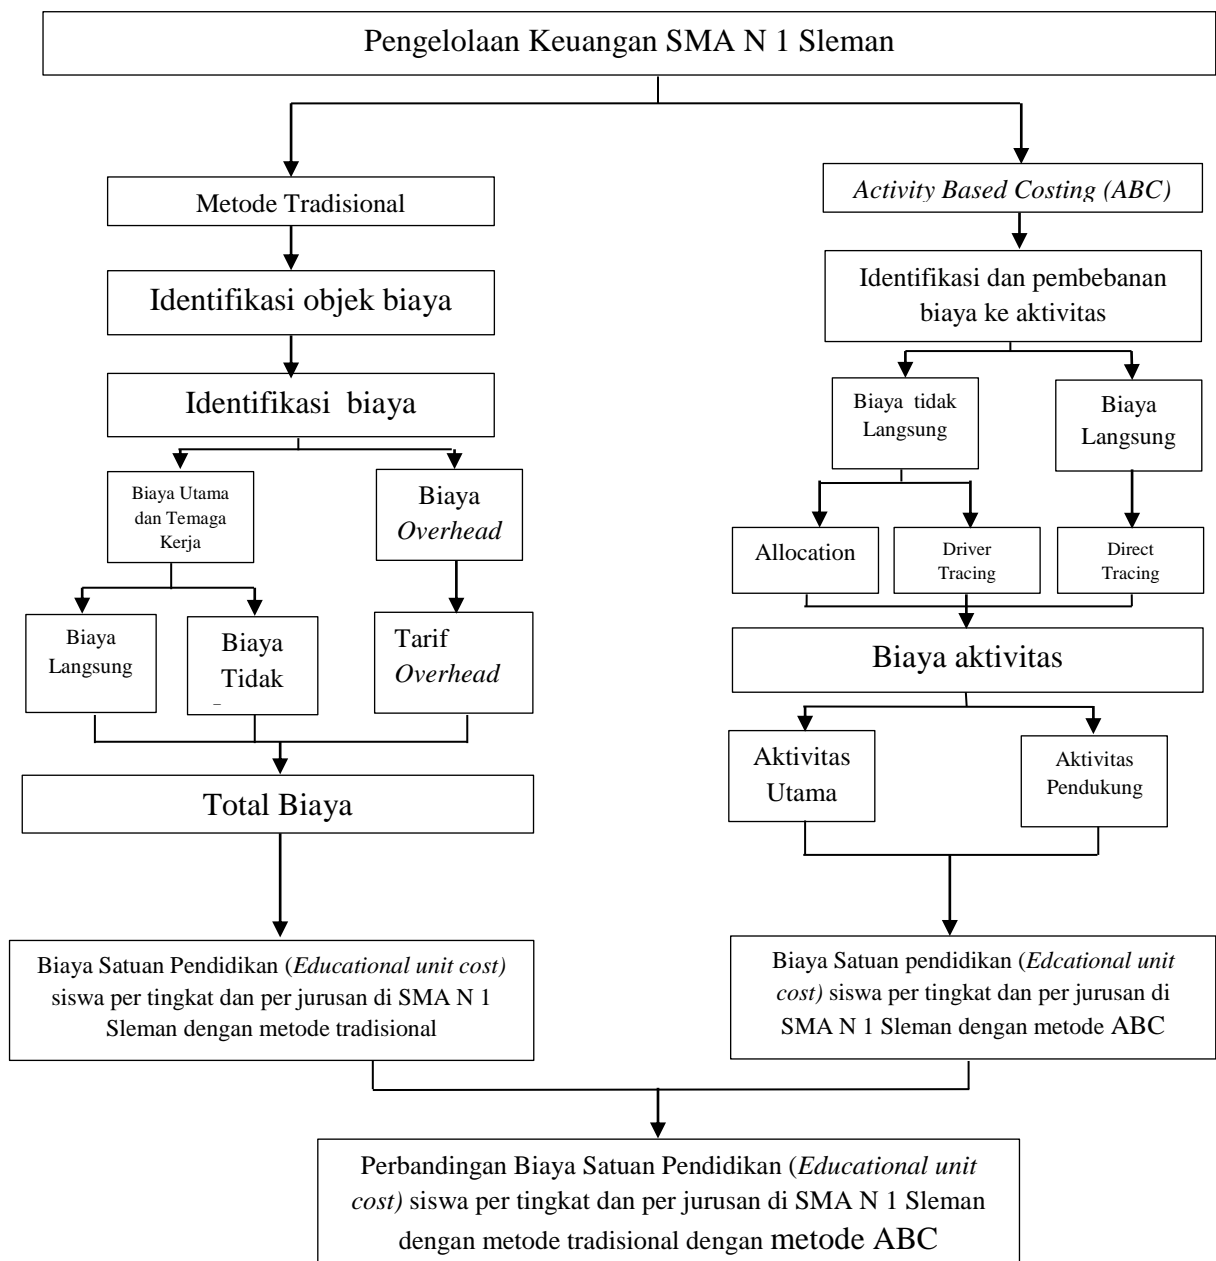 Pengelolaan Keuangan SMA N 1 Sleman
Metode Tradisional
Activity Based Costing (ABC)
Identifikasi objek biaya
Identifikasi dan pembebanan
biaya ke aktivitas
Identifikasi biaya
Biaya tidak
Langsung
Biaya
Langsung
Biaya Utama
dan Temaga
Kerja
Biaya
Overhead
Allocation
Driver
Tracing
Direct
Tracing
Biaya
Langsung
Biaya
Tidak
Tarif
Overhead
Biaya aktivitas
Aktivitas
Utama
Aktivitas
Pendukung
Total Biaya
Biaya Satuan Pendidikan (Educational unit cost)
siswa per tingkat dan per jurusan di SMA N 1
Sleman dengan metode tradisional
Biaya Satuan pendidikan (Edcational unit
cost) siswa per tingkat dan per jurusan di
SMA N 1 Sleman dengan metode ABC
Perbandingan Biaya Satuan Pendidikan (Educational unit
cost) siswa per tingkat dan per jurusan di SMA N 1 Sleman
dengan metode tradisional dengan metode ABC